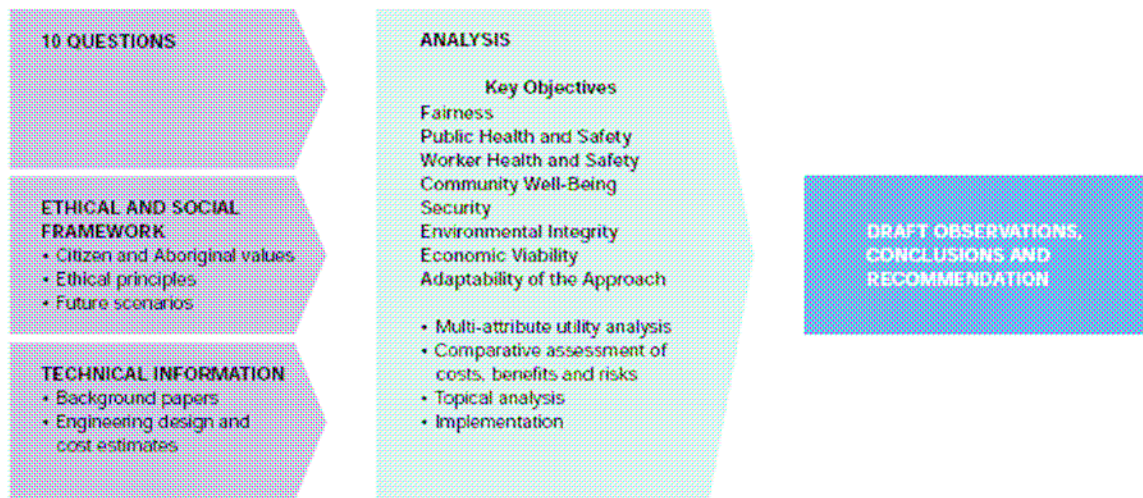 10 QUESTIONS
ETHICAL AND SOCIAL
FRAMEWORK
• Citizen and Aboriginal values
• Ethical principles
• Future scenarios
TECHNICAL INFORMATION
• Background papers
• Engineering design and
cost estimates
ANALYSIS
Key Objectives
Fairness
Public Health and Safety
Worker Health and Safety
Community Well-Being
Security
Environmental Integrity
Economic Viability
Adaptability of the Approach
• Multi-attribute utility analysis
• Comparative assessment of
costs, benefits and risks
• Topical analysis
• Implementation
DRAFT OBSERVATIONS,
CONCLUSIONS AND
RECOMMENDATION